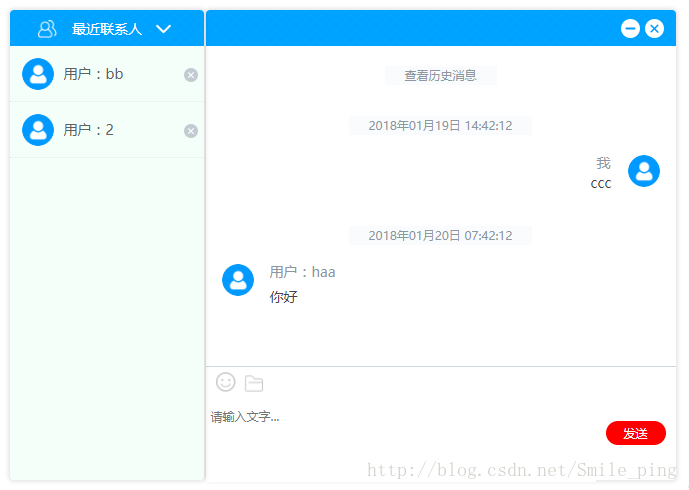 最近联系人
用户：bb
用户：2
查看历史消息
2018年01月19日 14:42:12
我
ccc
2018年01月20日 07:42:12
用户：haa
你好
请输入文字...
发送
http://blog.csdn.net/Smile_ping